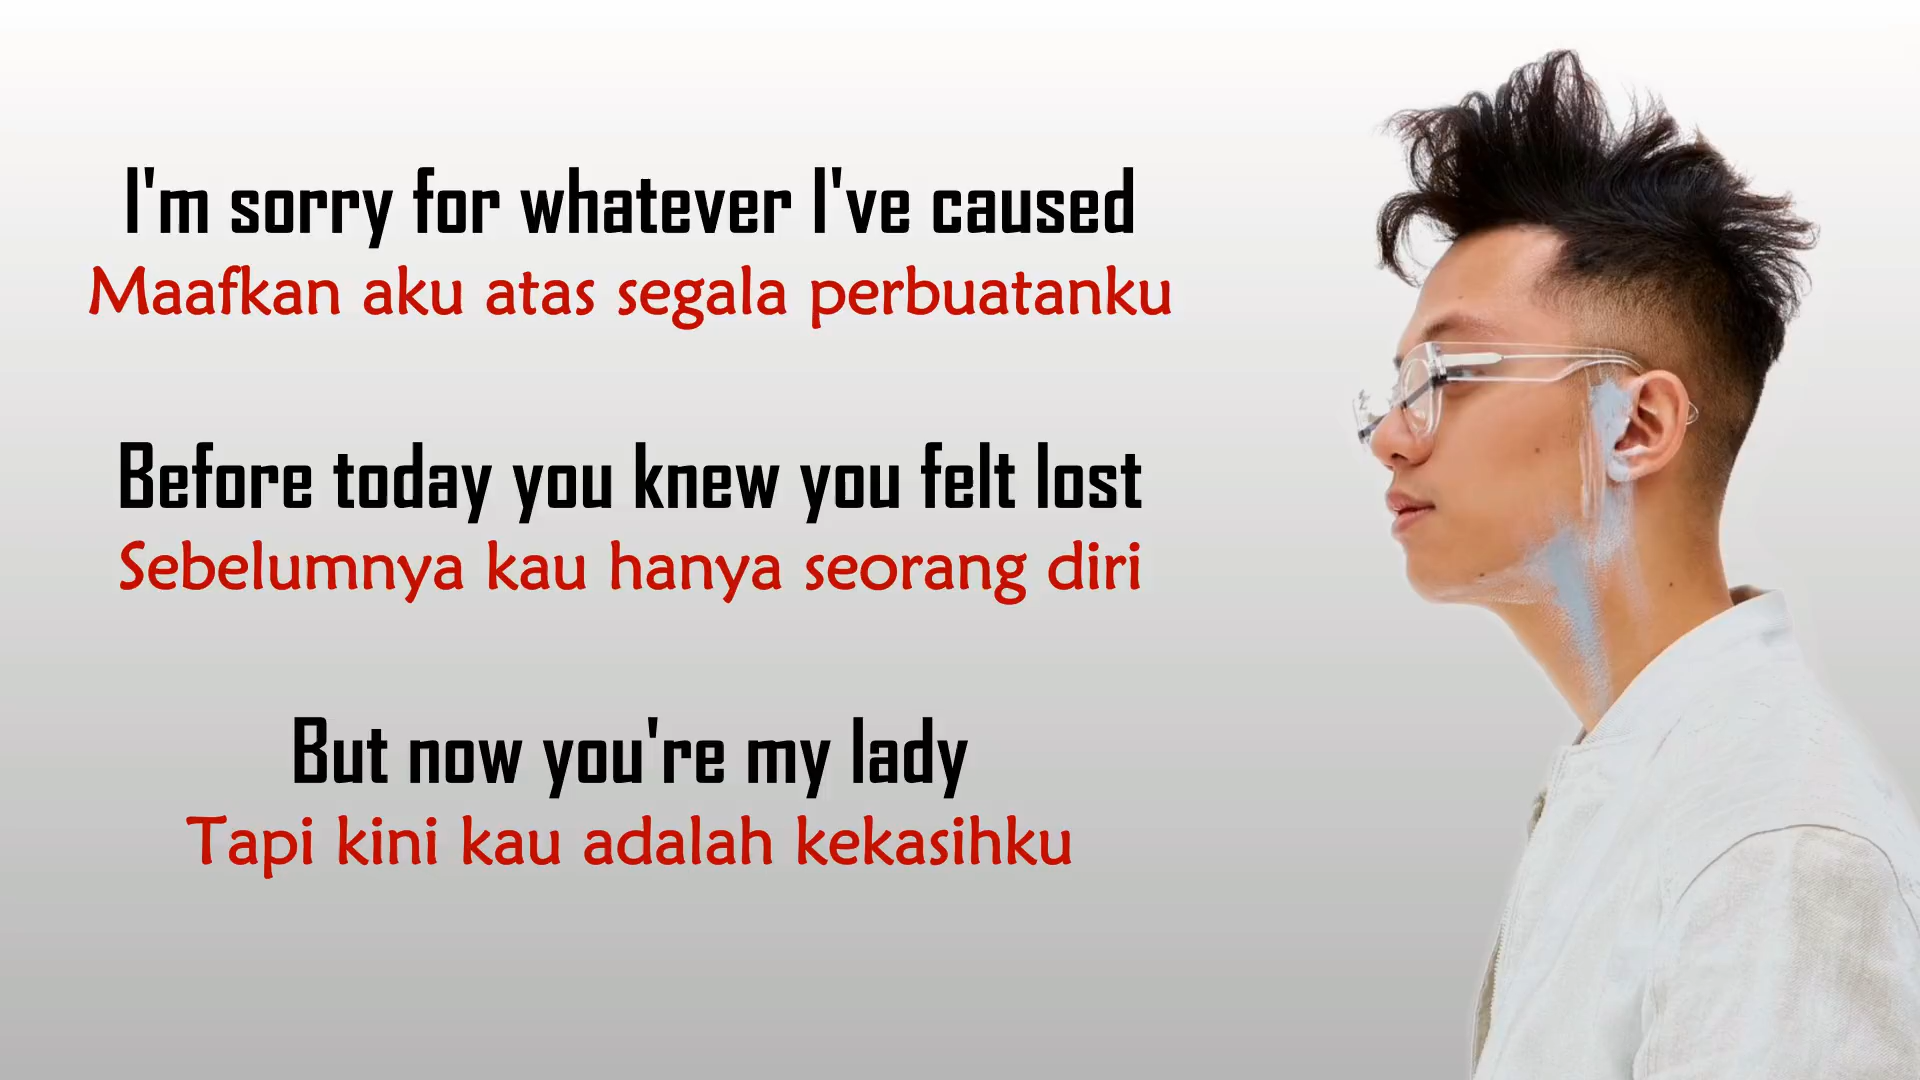 I'm sorry for whatever I've caused
Maafkan aku atas segala perbuatanku
Before today you knew you felt lost
Sebelumnya kau hanya seorang diri
But now you're my lady
Tapi kini kau adalah kekasihku